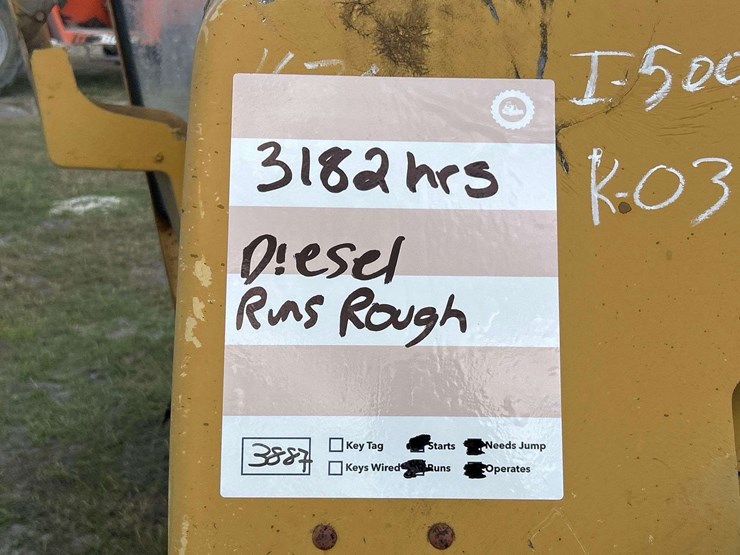 I-500
K-03
3182 hrs
Diesel
Runs Rough
3887
Key Tag Starts Needs Jump
Keys Wired Runs Operates